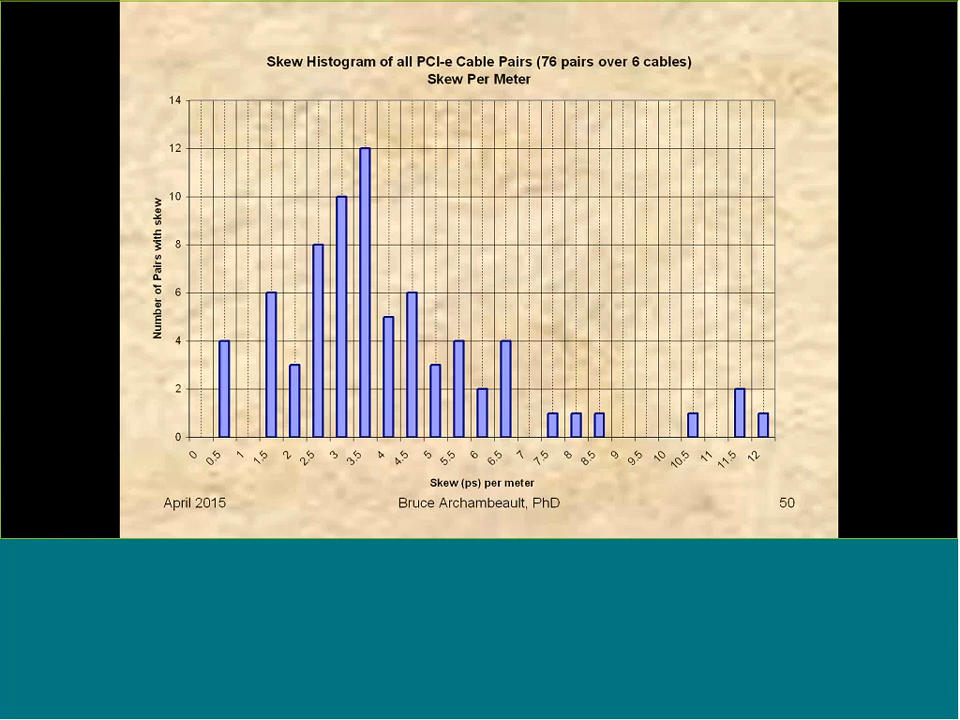 Skew Histogram of all PCI-e Cable Pairs (76 pairs over 6 cables)
Skew Per Meter
14
12
10
8
6
4
2
0
Number of Pairs with skew
0 0.5 1 1.5 2 2.5 3 3.5 4 4.5 5 5.5 6 6.5 7 7.5 8 8.5 9 9.5 10 10.5 11 11.5 12
Skew (ps) per meter
April 2015 Bruce Archambeault, PhD 50